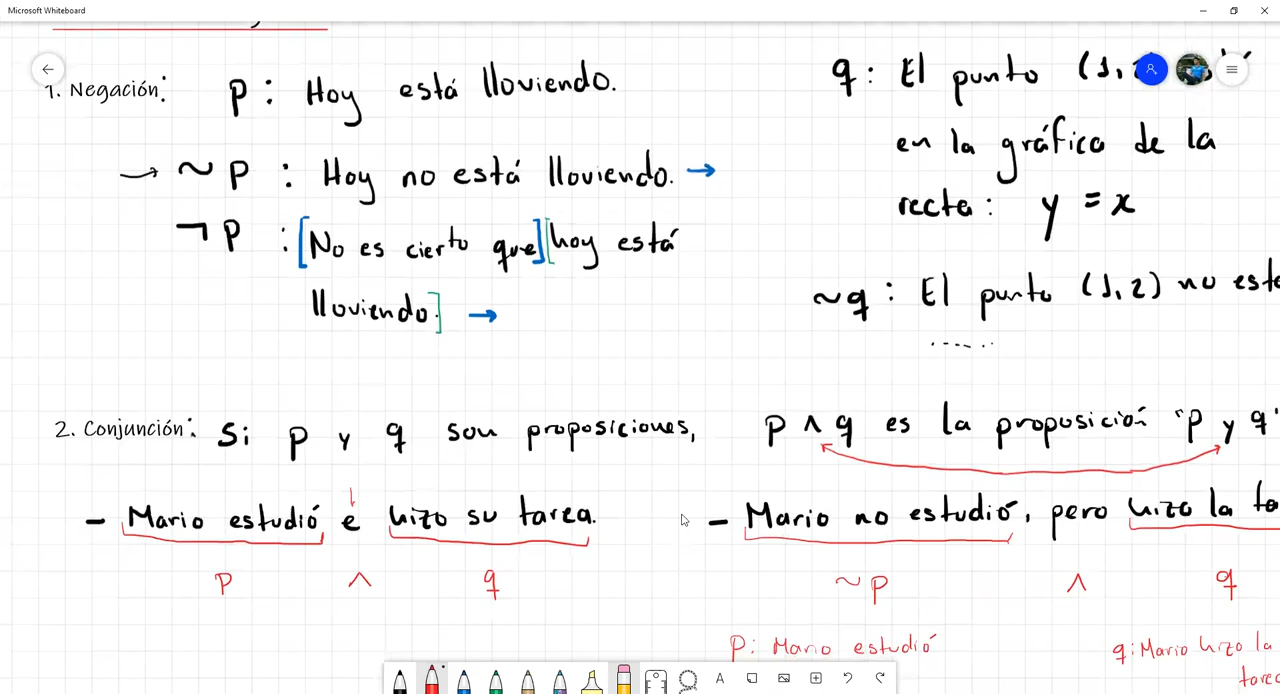 Microsoft Whiteboard
1. Negación:
p : Hoy está lloviendo.
→ ~ p : Hoy no está lloviendo. →
¬ p : [No es cierto que] [hoy está
lloviendo.] →
q : El punto (1,
en la gráfica de la
recta: y = x
~q : El punto (1,2) no está
.......
2. Conjunción: Si p y q son proposiciones, p ∧ q es la proposición "p y q"
- Mario estudió e hizo su tarea.
p ∧ q
- Mario no estudió, pero hizo la ta
~p ∧ q
p: Mario estudió
q: Mario hizo la
tarea
A